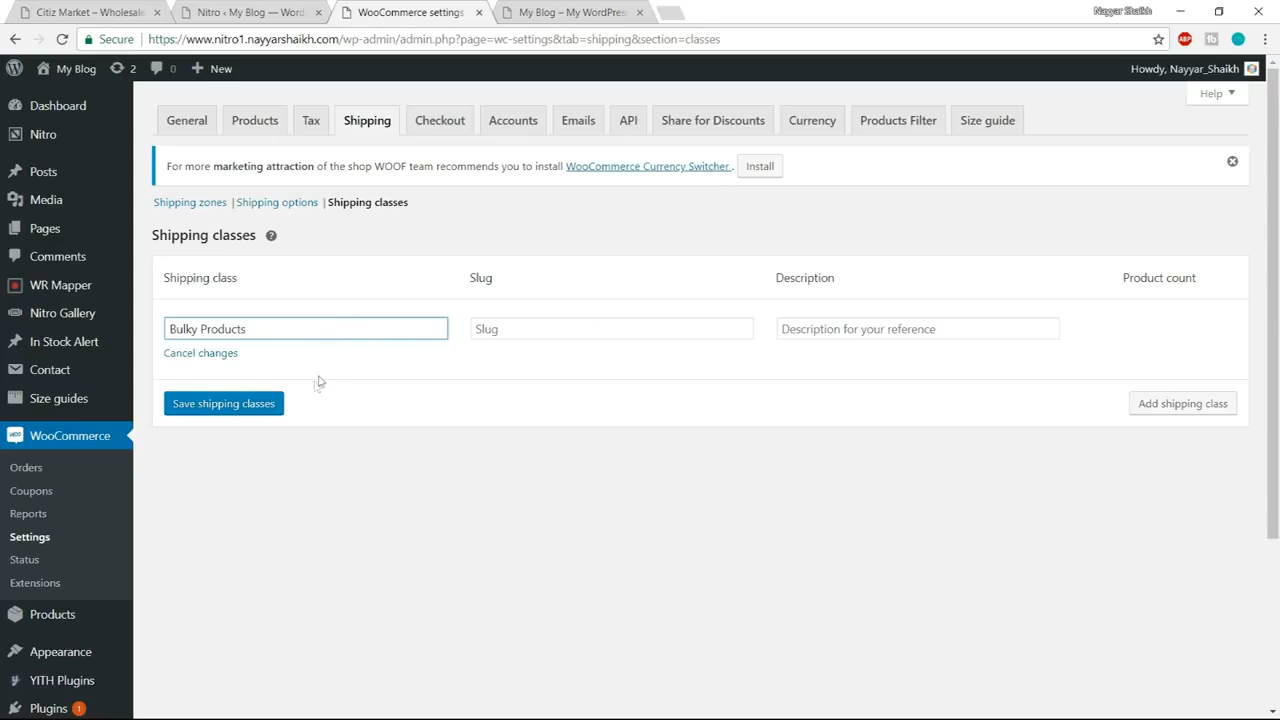 Citiz Market – Wholesale
Nitro ‹ My Blog — Word
WooCommerce settings
My Blog – My WordPres
Nayyar Shaikh
Secure
https://www.nitro1.nayyarshaikh.com/wp-admin/admin.php?page=wc-settings&tab=shipping&section=classes
My Blog
2
0
New
Howdy, Nayyar_Shaikh
Help
Dashboard
Nitro
Posts
Media
Pages
Comments
WR Mapper
Nitro Gallery
In Stock Alert
Contact
Size guides
WooCommerce
Orders
Coupons
Reports
Settings
Status
Extensions
Products
Appearance
YITH Plugins
Plugins 1
General
Products
Tax
Shipping
Checkout
Accounts
Emails
API
Share for Discounts
Currency
Products Filter
Size guide
For more marketing attraction of the shop WOOF team recommends you to install WooCommerce Currency Switcher . Install
Shipping zones | Shipping options | Shipping classes
Shipping classes ?
Shipping class
Slug
Description
Product count
Bulky Products
Slug
Description for your reference
Cancel changes
Save shipping classes
Add shipping class